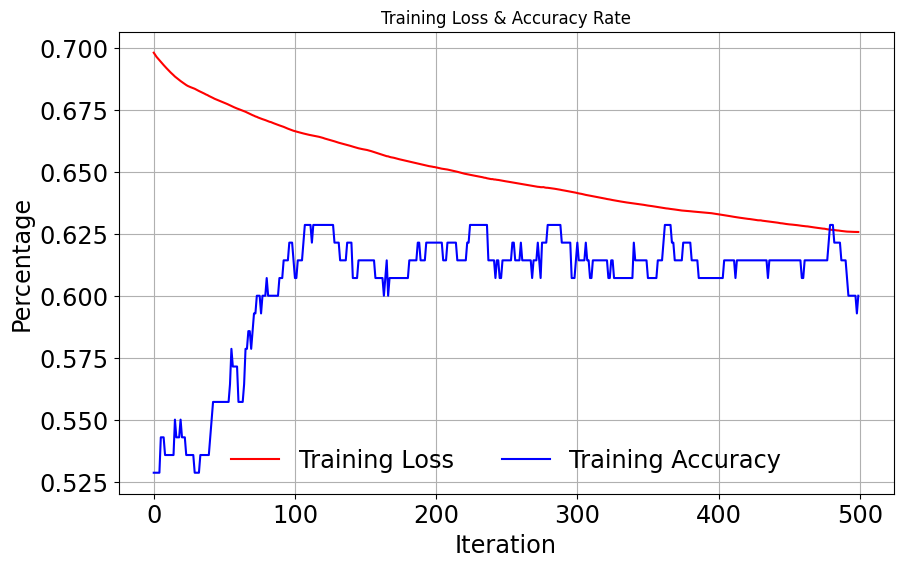 Training Loss & Accuracy Rate
Percentage
0.700
0.675
0.650
0.625
0.600
0.575
0.550
0.525
Training Loss
Training Accuracy
0 100 200 300 400 500
Iteration